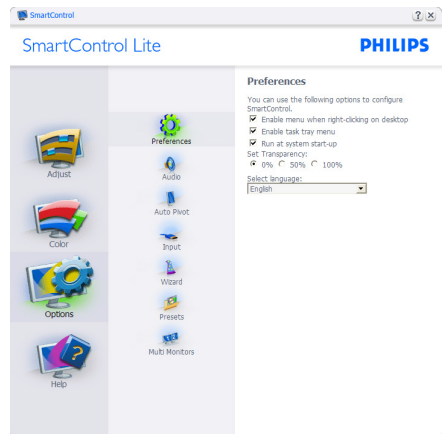 SmartControl
SmartControl Lite
PHILIPS
Adjust
Color
Options
Help
Preferences
Audio
Auto Pivot
Input
Wizard
Presets
Multi Monitors
Preferences
You can use the following options to configure
SmartControl.
Enable menu when right-clicking on desktop
Enable task tray menu
Run at system start-up
Set Transparency:
0% 50% 100%
Select language:
English